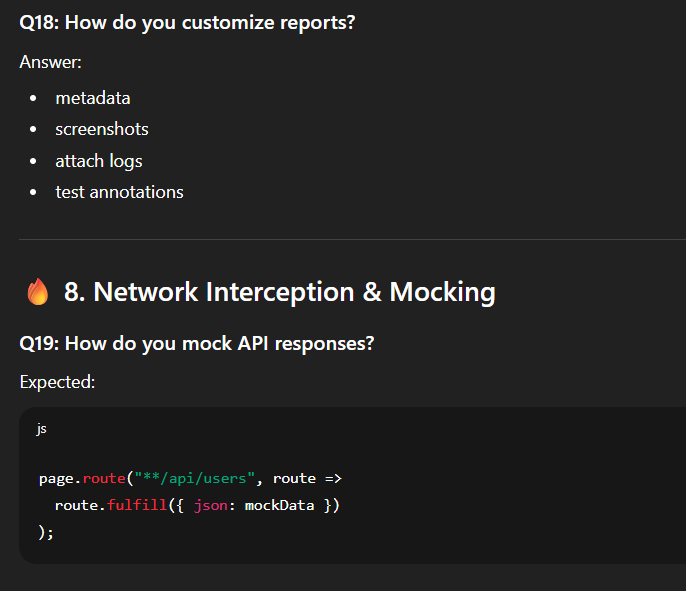 Q18: How do you customize reports?
Answer:
• metadata
• screenshots
• attach logs
• test annotations
🔥 8. Network Interception & Mocking
Q19: How do you mock API responses?
Expected:
js
page.route("**/api/users", route =>
  route.fulfill({ json: mockData })
);